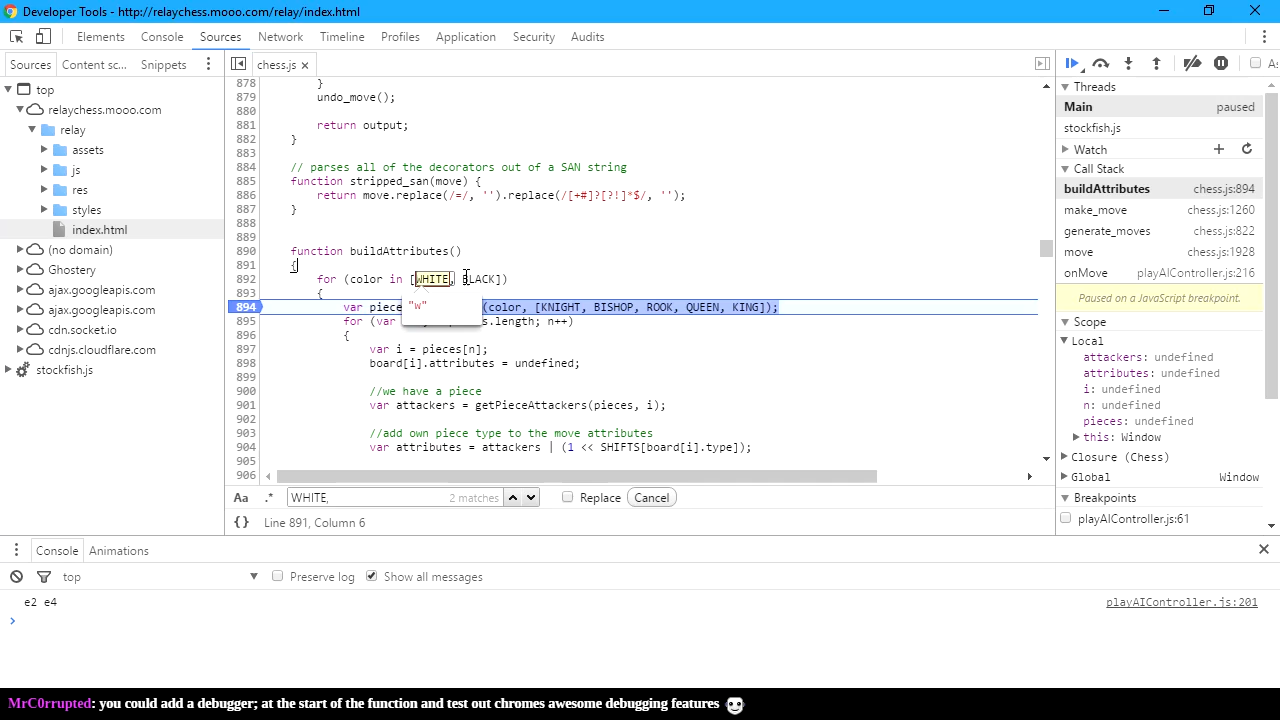 Developer Tools - http://relaychess.mooo.com/relay/index.html
Elements Console Sources Network Timeline Profiles Application Security Audits
Sources Content sc... Snippets
chess.js
top
relaychess.mooo.com
relay
assets
js
res
styles
index.html
(no domain)
Ghostery
ajax.googleapis.com
ajax.googleapis.com
cdn.socket.io
cdnjs.cloudflare.com
stockfish.js
878 }
879 undo_move();
880
881 return output;
882 }
883
884 // parses all of the decorators out of a SAN string
885 function stripped_san(move) {
886 return move.replace(/=/, '').replace(/[+#]?[?!]*$/, '');
887 }
888
889
890 function buildAttributes()
891 {
892 for (color in [WHITE, BLACK])
893 {
894 var piece (color, [KNIGHT, BISHOP, ROOK, QUEEN, KING]);
"w"
895 for (var s.length; n++)
896 {
897 var i = pieces[n];
898 board[i].attributes = undefined;
899
900 //we have a piece
901 var attackers = getPieceAttackers(pieces, i);
902
903 //add own piece type to the move attributes
904 var attributes = attackers | (1 << SHIFTS[board[i].type]);
905
906
Aa .* WHITE, 2 matches Replace Cancel
{} Line 891, Column 6
As
Threads
Main paused
stockfish.js
Watch
Call Stack
buildAttributes chess.js:894
make_move chess.js:1260
generate_moves chess.js:822
move chess.js:1928
onMove playAIController.js:216
Paused on a JavaScript breakpoint.
Scope
Local
attackers: undefined
attributes: undefined
i: undefined
n: undefined
pieces: undefined
this: Window
Closure (Chess)
Global Window
Breakpoints
playAIController.js:61
Console Animations
top Preserve log Show all messages
e2 e4 playAIController.js:201
>
MrC0rrupted: you could add a debugger; at the start of the function and test out chromes awesome debugging features